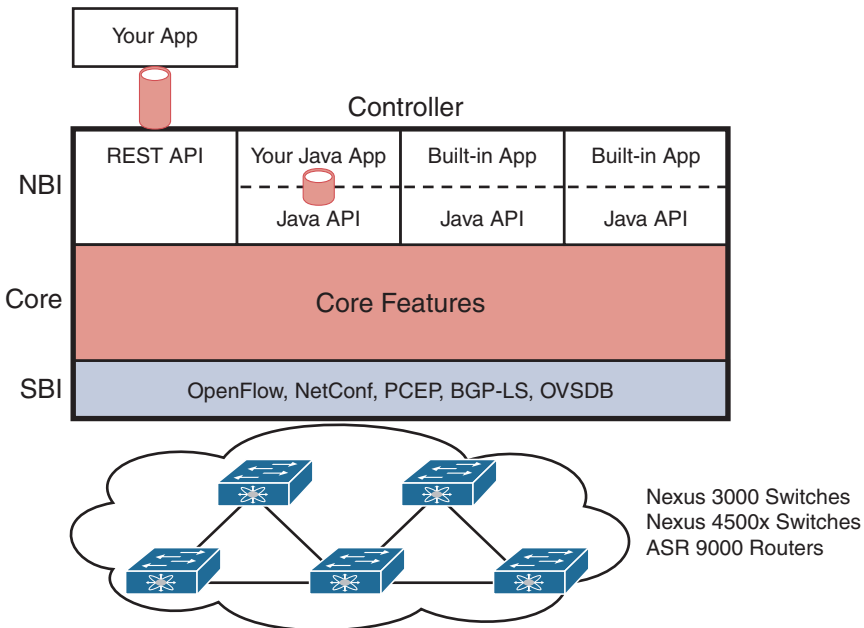 Your App
Controller
NBI
REST API
Your Java App
Java API
Built-in App
Java API
Built-in App
Java API
Core
Core Features
SBI
OpenFlow, NetConf, PCEP, BGP-LS, OVSDB
Nexus 3000 Switches
Nexus 4500x Switches
ASR 9000 Routers